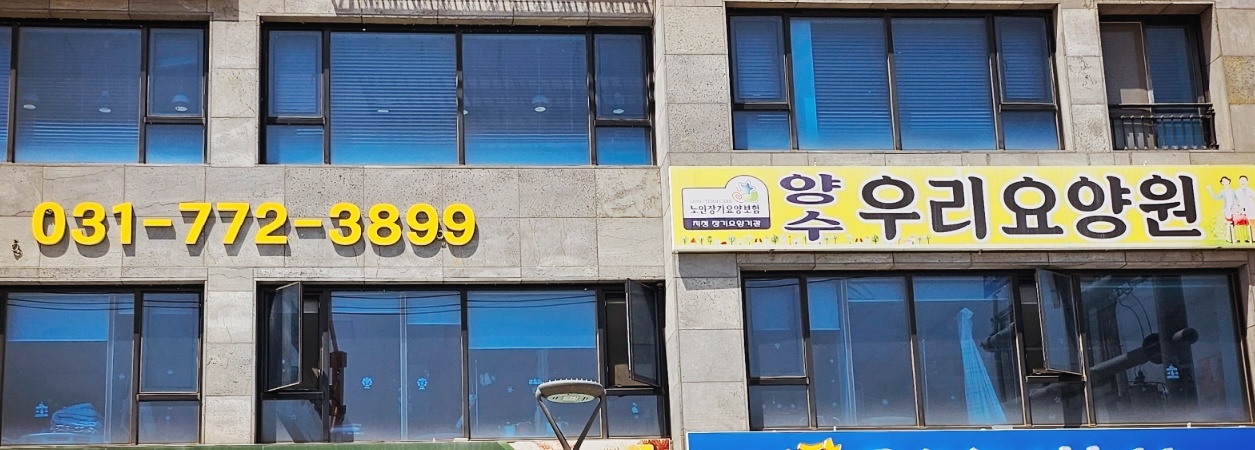 031-772-3899
노인장기요양보험
지정 장기요양기관
양수 우리요양원